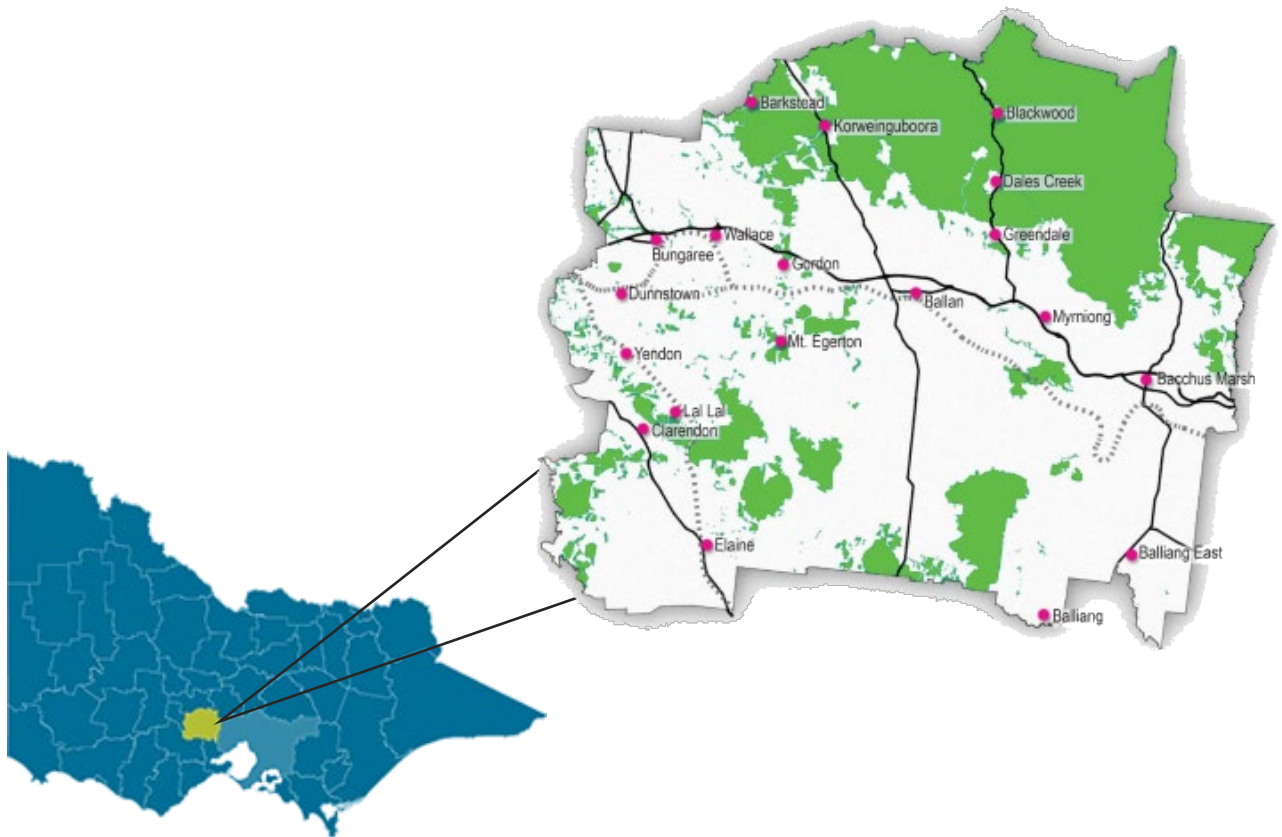 Barkstead
Blackwood
Korweinguboora
Dales Creek
Greendale
Wallace
Bungaree
Gordon
Dunnstown
Ballan
Myrniong
Mt. Egerton
Yendon
Bacchus Marsh
Lal Lal
Clarendon
Elaine
Balliang East
Balliang